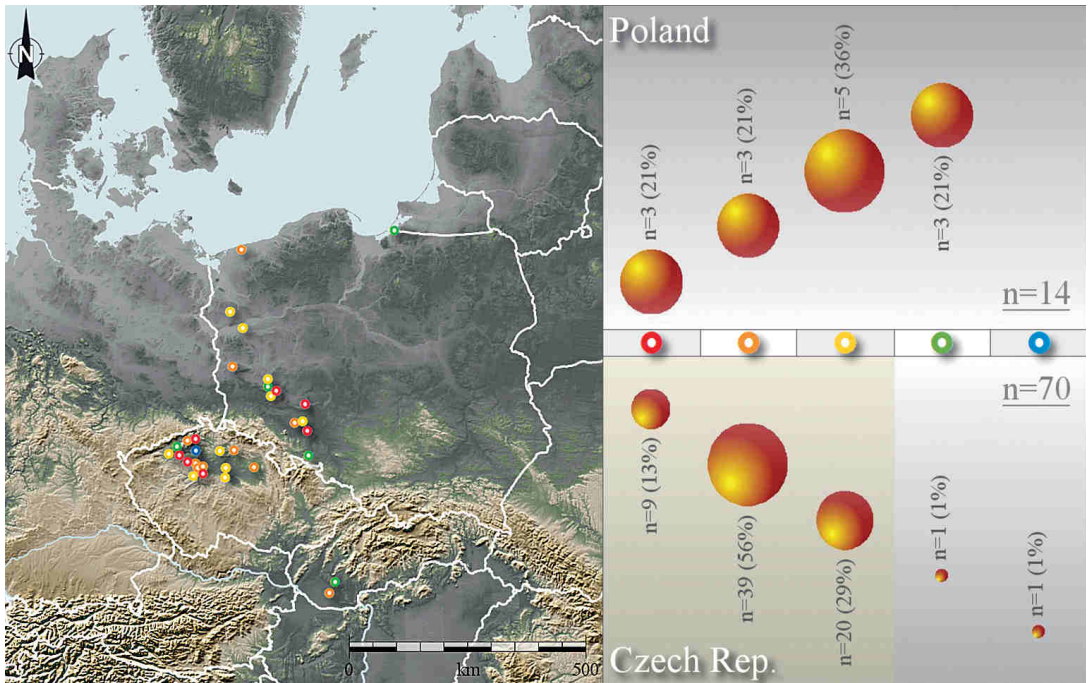 N
0
km
500
Poland
n=3 (21%)
n=3 (21%)
n=5 (36%)
n=3 (21%)
n=14
n=70
n=9 (13%)
n=39 (56%)
n=20 (29%)
n=1 (1%)
n=1 (1%)
Czech Rep.